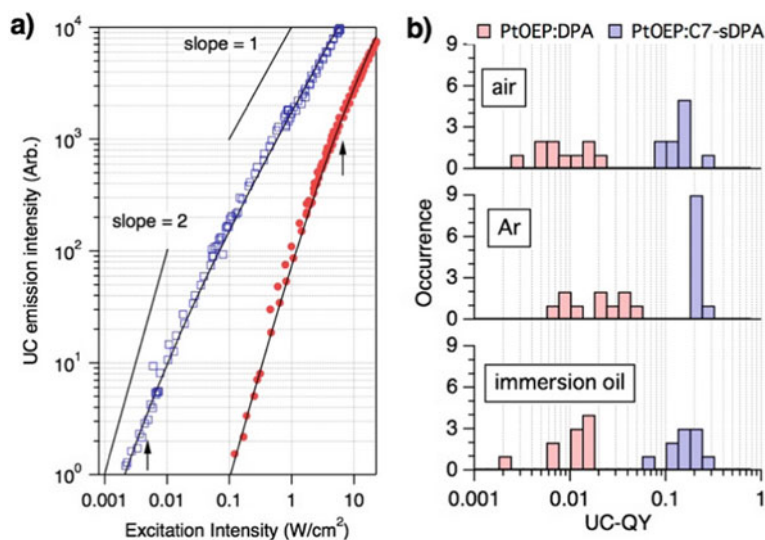 a)
UC emission intensity (Arb.)
10⁴
10³
10²
10¹
10⁰
slope = 1
slope = 2
0.001
0.01
0.1
1
10
Excitation Intensity (W/cm²)
b)
PtOEP:DPA
PtOEP:C7-sDPA
Occurrence
9
6
3
0
air
9
6
3
0
Ar
9
6
3
0
immersion oil
0.001
0.01
0.1
1
UC-QY